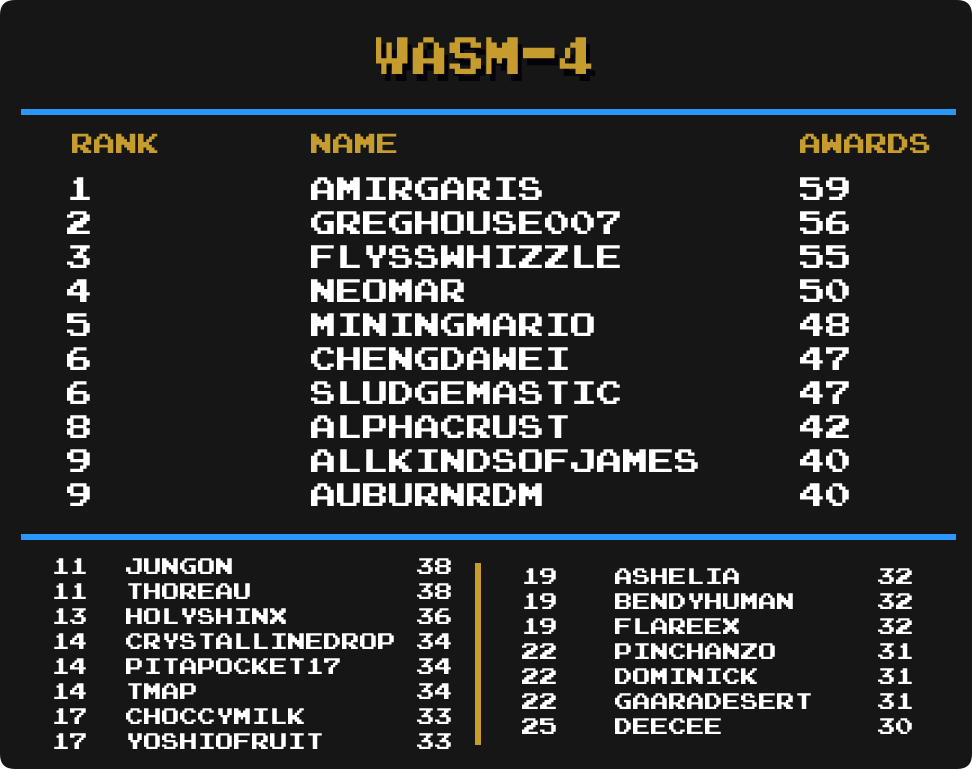 WASM-4
RANK NAME AWARDS
1 AMIRGARIS 59
2 GREGHOUSE007 56
3 FLYSSWHIZZLE 55
4 NEOMAR 50
5 MININGMARIO 48
6 CHENGDAWEI 47
6 SLUDGEMASTIC 47
8 ALPHACRUST 42
9 ALLKINDSOFJAMES 40
9 AUBURNRDM 40
11 JUNGON 38
11 THOREAU 38
13 HOLYSHINX 36
14 CRYSTALLINEDROP 34
14 PITAPOCKET17 34
14 TMAP 34
17 CHOCCYMILK 33
17 YOSHIOFRUIT 33
19 ASHELIA 32
19 BENDYHUMAN 32
19 FLAREEX 32
22 PINCHANZO 31
22 DOMINICK 31
22 GAARADESERT 31
25 DEECEE 30